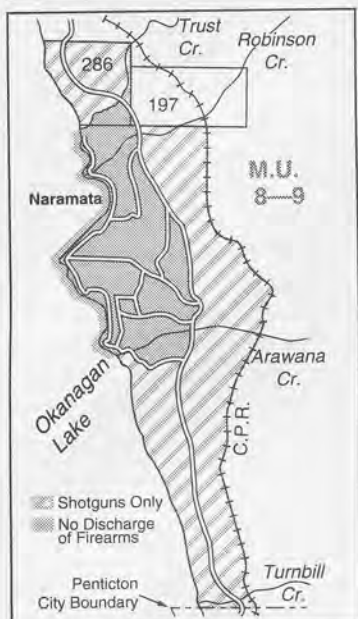 Trust
Cr.
Robinson
Cr.
286
197
M.U.
8—9
Naramata
Okanagan
Lake
Arawana
Cr.
C.P.R.
Shotguns Only
No Discharge
of Firearms
Penticton
City Boundary
Turnbill
Cr.